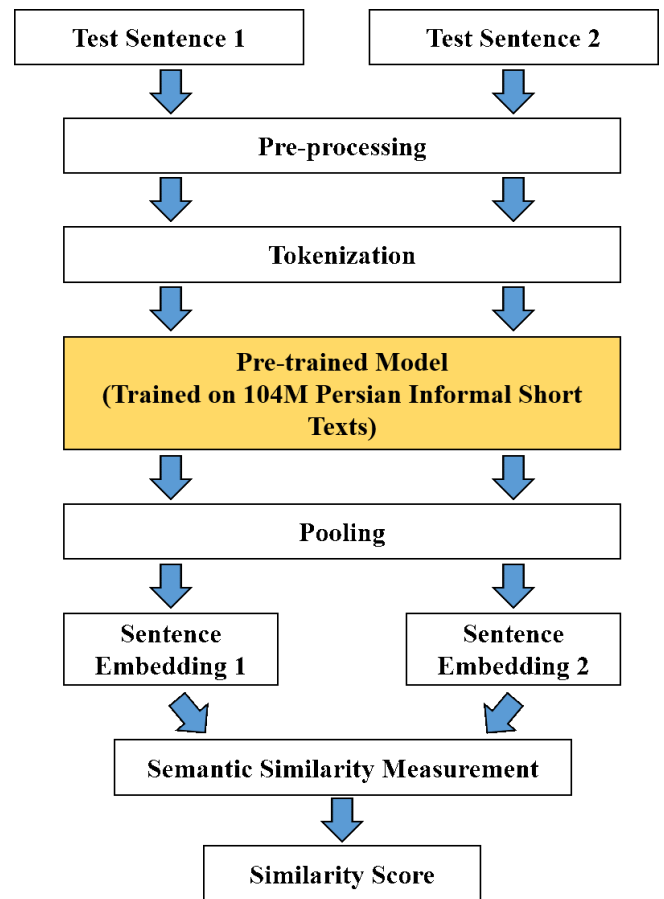 Test Sentence 1
Test Sentence 2
Pre-processing
Tokenization
Pre-trained Model
(Trained on 104M Persian Informal Short
Texts)
Pooling
Sentence
Embedding 1
Sentence
Embedding 2
Semantic Similarity Measurement
Similarity Score